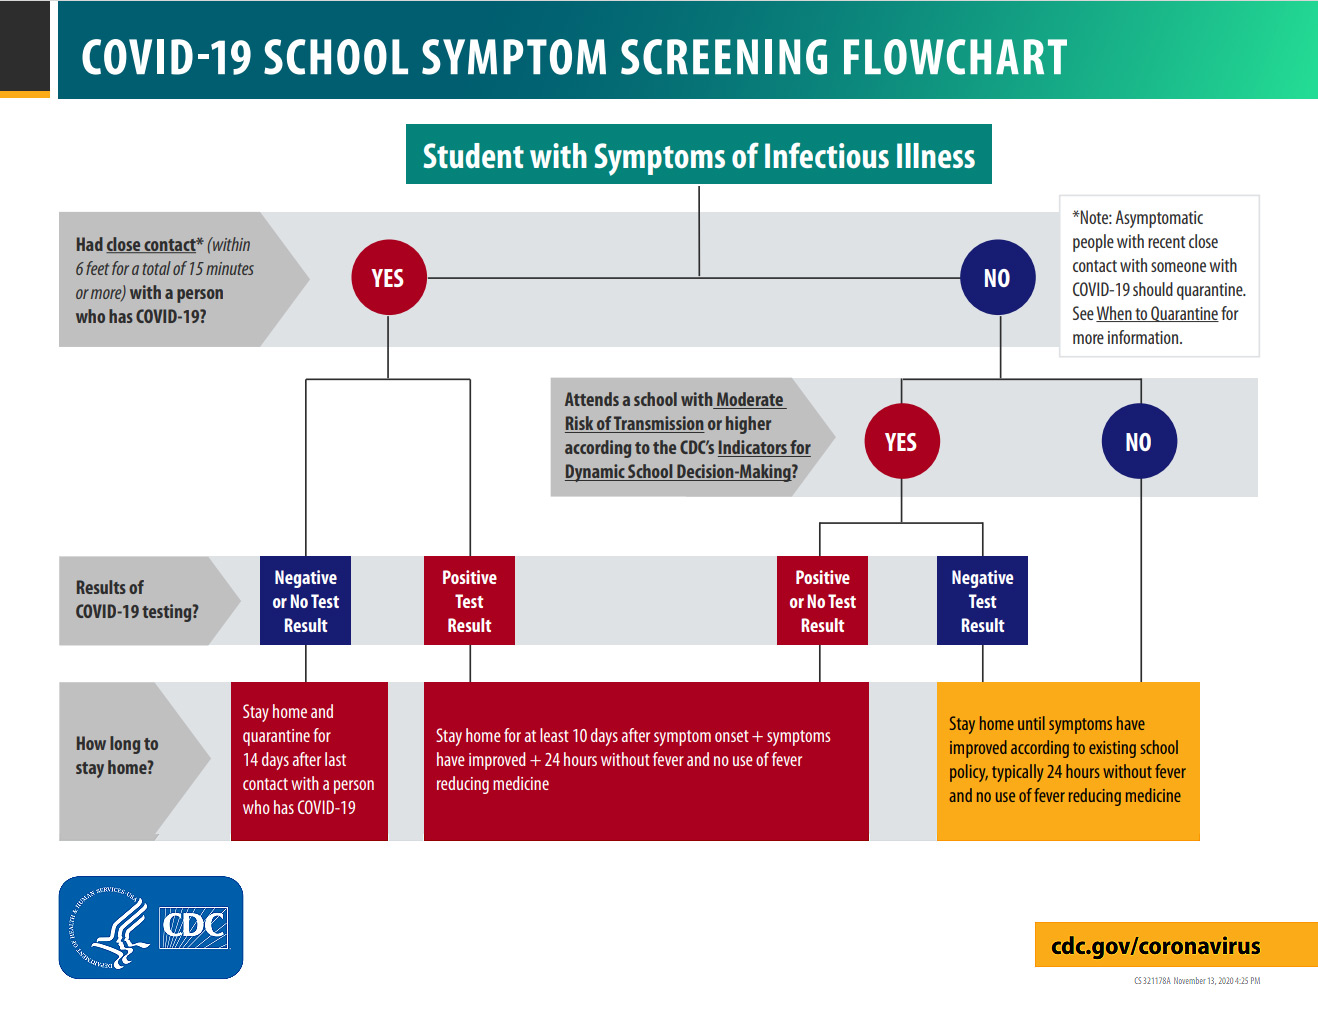 COVID-19 SCHOOL SYMPTOM SCREENING FLOWCHART
Student with Symptoms of Infectious Illness
Had close contact* (within
6 feet for a total of 15 minutes
or more) with a person
who has COVID-19?
YES
NO
*Note: Asymptomatic
people with recent close
contact with someone with
COVID-19 should quarantine.
See When to Quarantine for
more information.
Attends a school with Moderate
Risk of Transmission or higher
according to the CDC's Indicators for
Dynamic School Decision-Making?
YES
NO
Results of
COVID-19 testing?
Negative
or No Test
Result
Positive
Test
Result
Positive
or No Test
Result
Negative
Test
Result
How long to
stay home?
Stay home and
quarantine for
14 days after last
contact with a person
who has COVID-19
Stay home for at least 10 days after symptom onset + symptoms
have improved + 24 hours without fever and no use of fever
reducing medicine
Stay home until symptoms have
improved according to existing school
policy, typically 24 hours without fever
and no use of fever reducing medicine
DEPARTMENT OF HEALTH & HUMAN SERVICES·USA
CDC
cdc.gov/coronavirus
CS 321178A November 13, 2020 4:25 PM